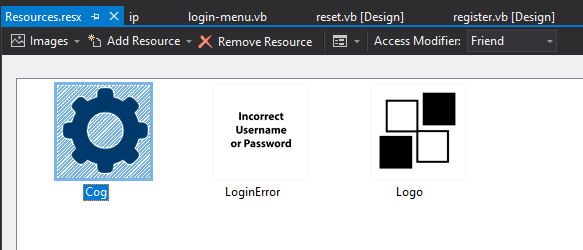 Resources.resx ip login-menu.vb reset.vb [Design] register.vb [Design]
Images Add Resource Remove Resource Access Modifier: Friend
Incorrect
Username
or Password
Cog LoginError Logo